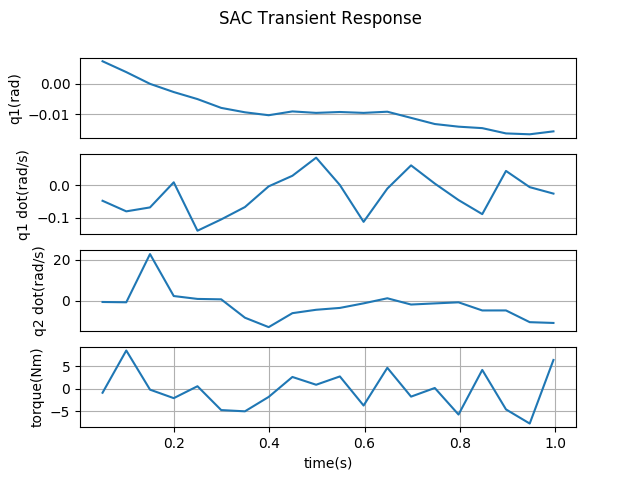 SAC Transient Response
q1(rad)
0.00
−0.01
q1 dot(rad/s)
0.0
−0.1
q2 dot(rad/s)
20
0
torque(Nm)
5
0
−5
0.2 0.4 0.6 0.8 1.0
time(s)